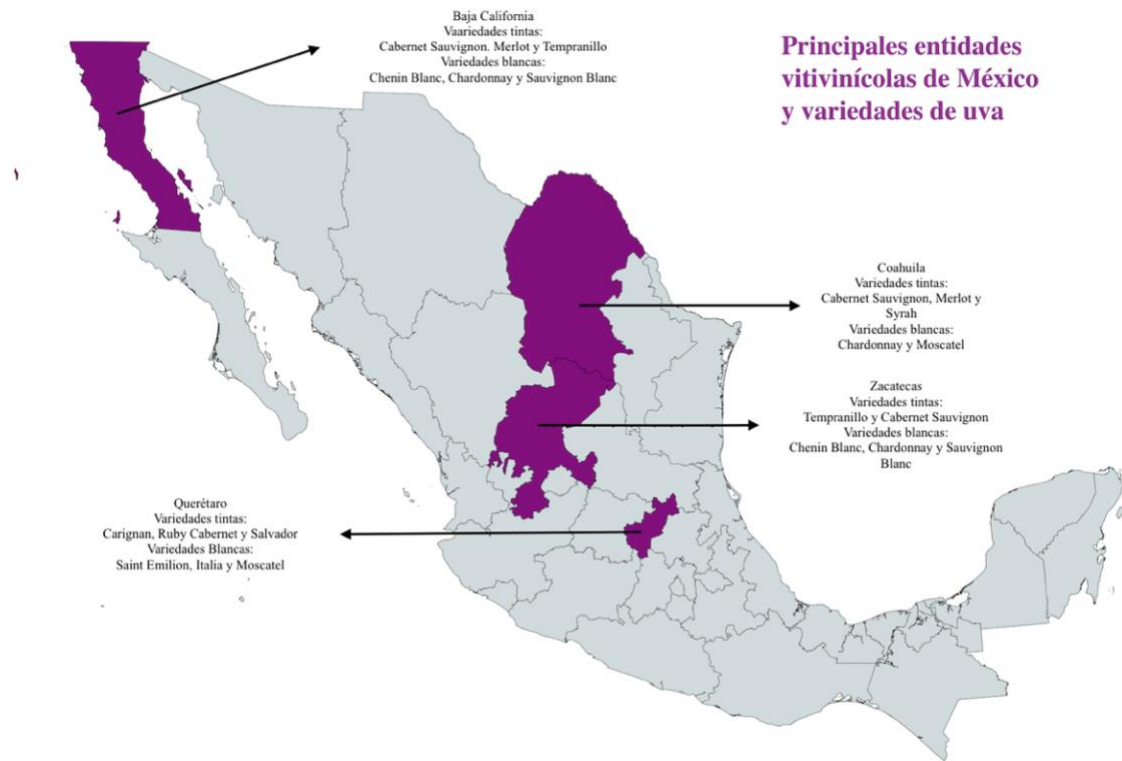 Principales entidades
vitivinícolas de México
y variedades de uva
Baja California
Vaariedades tintas:
Cabernet Sauvignon. Merlot y Tempranillo
Variedades blancas:
Chenin Blanc, Chardonnay y Sauvignon Blanc
Coahuila
Variedades tintas:
Cabernet Sauvignon, Merlot y
Syrah
Variedades blancas:
Chardonnay y Moscatel
Zacatecas
Variedades tintas:
Tempranillo y Cabernet Sauvignon
Variedades blancas:
Chenin Blanc, Chardonnay y Sauvignon
Blanc
Querétaro
Variedades tintas:
Carignan, Ruby Cabernet y Salvador
Variedades Blancas:
Saint Emilion, Italia y Moscatel